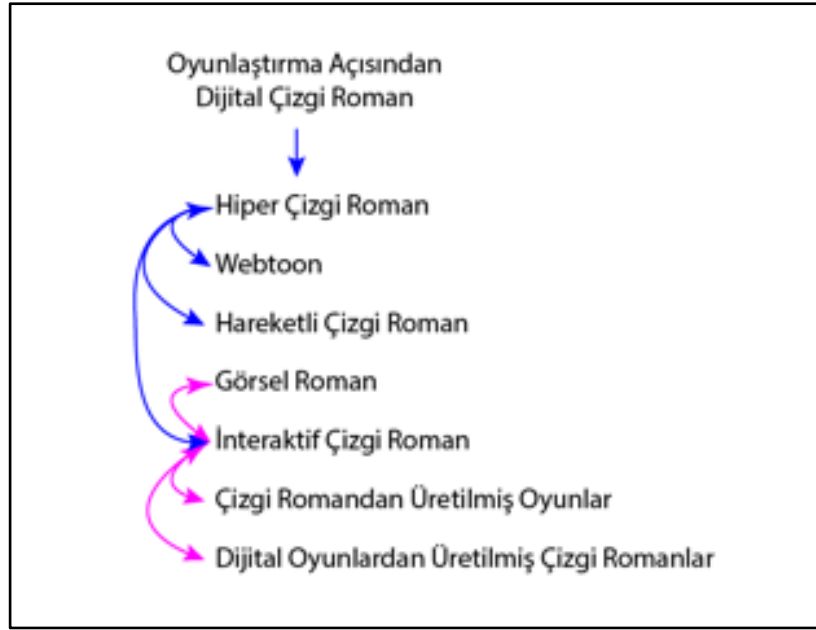 Oyunlaştırma Açısından
Dijital Çizgi Roman
Hiper Çizgi Roman
Webtoon
Hareketli Çizgi Roman
Görsel Roman
İnteraktif Çizgi Roman
Çizgi Romandan Üretilmiş Oyunlar
Dijital Oyunlardan Üretilmiş Çizgi Romanlar